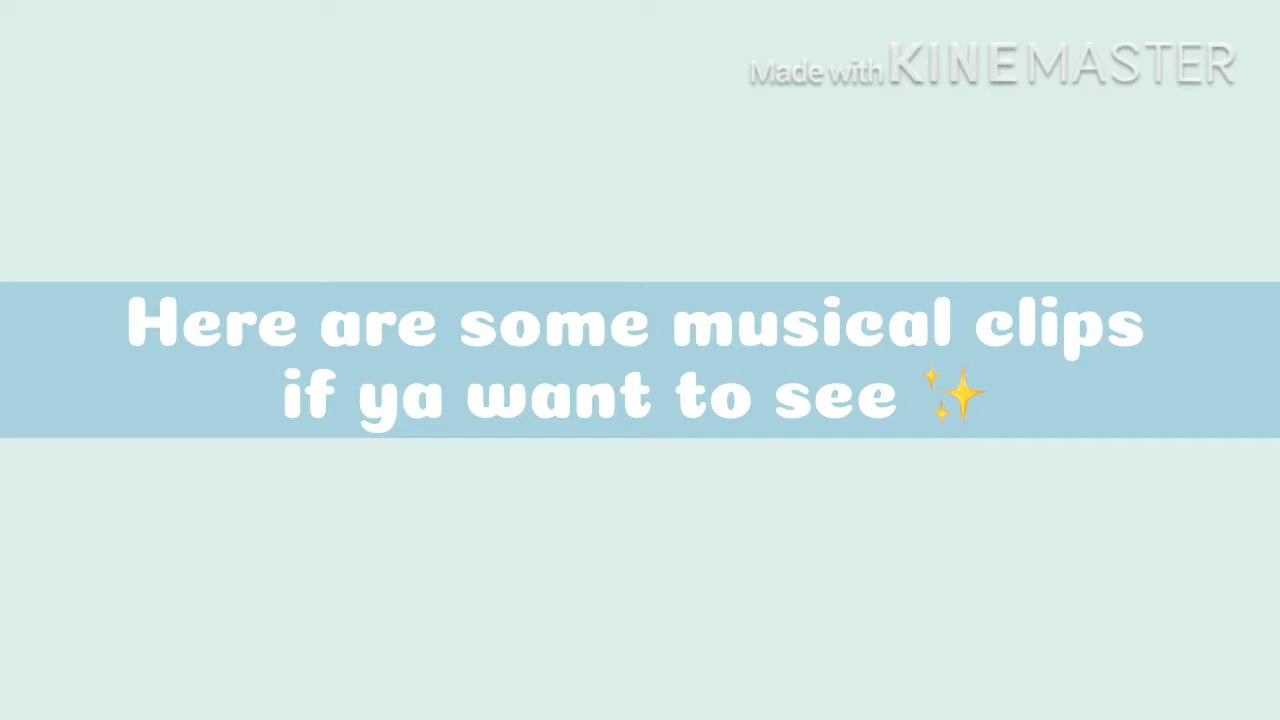 Made with KINEMASTER
Here are some musical clips
if ya want to see ✨